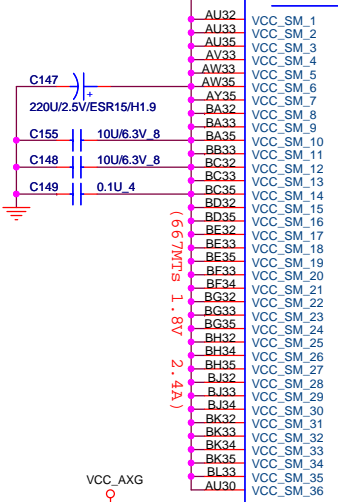 AU32 VCC_SM_1
AU33 VCC_SM_2
AU35 VCC_SM_3
AV33 VCC_SM_4
AW33 VCC_SM_5
AW35 VCC_SM_6
AY35 VCC_SM_7
BA32 VCC_SM_8
BA33 VCC_SM_9
BA35 VCC_SM_10
BB33 VCC_SM_11
BC32 VCC_SM_12
BC33 VCC_SM_13
BC35 VCC_SM_14
BD32 VCC_SM_15
BD35 VCC_SM_16
BE32 VCC_SM_17
BE33 VCC_SM_18
BE35 VCC_SM_19
BF33 VCC_SM_20
BF34 VCC_SM_21
BG32 VCC_SM_22
BG33 VCC_SM_23
BG35 VCC_SM_24
BH32 VCC_SM_25
BH34 VCC_SM_26
BH35 VCC_SM_27
BJ32 VCC_SM_28
BJ33 VCC_SM_29
BJ34 VCC_SM_30
BK32 VCC_SM_31
BK33 VCC_SM_32
BK34 VCC_SM_33
BK35 VCC_SM_34
BL33 VCC_SM_35
AU30 VCC_SM_36
C147
+
220U/2.5V/ESR15/H1.9
C155 10U/6.3V_8
C148 10U/6.3V_8
C149 0.1U_4
(667MTs 1.8V 2.4A)
VCC_AXG